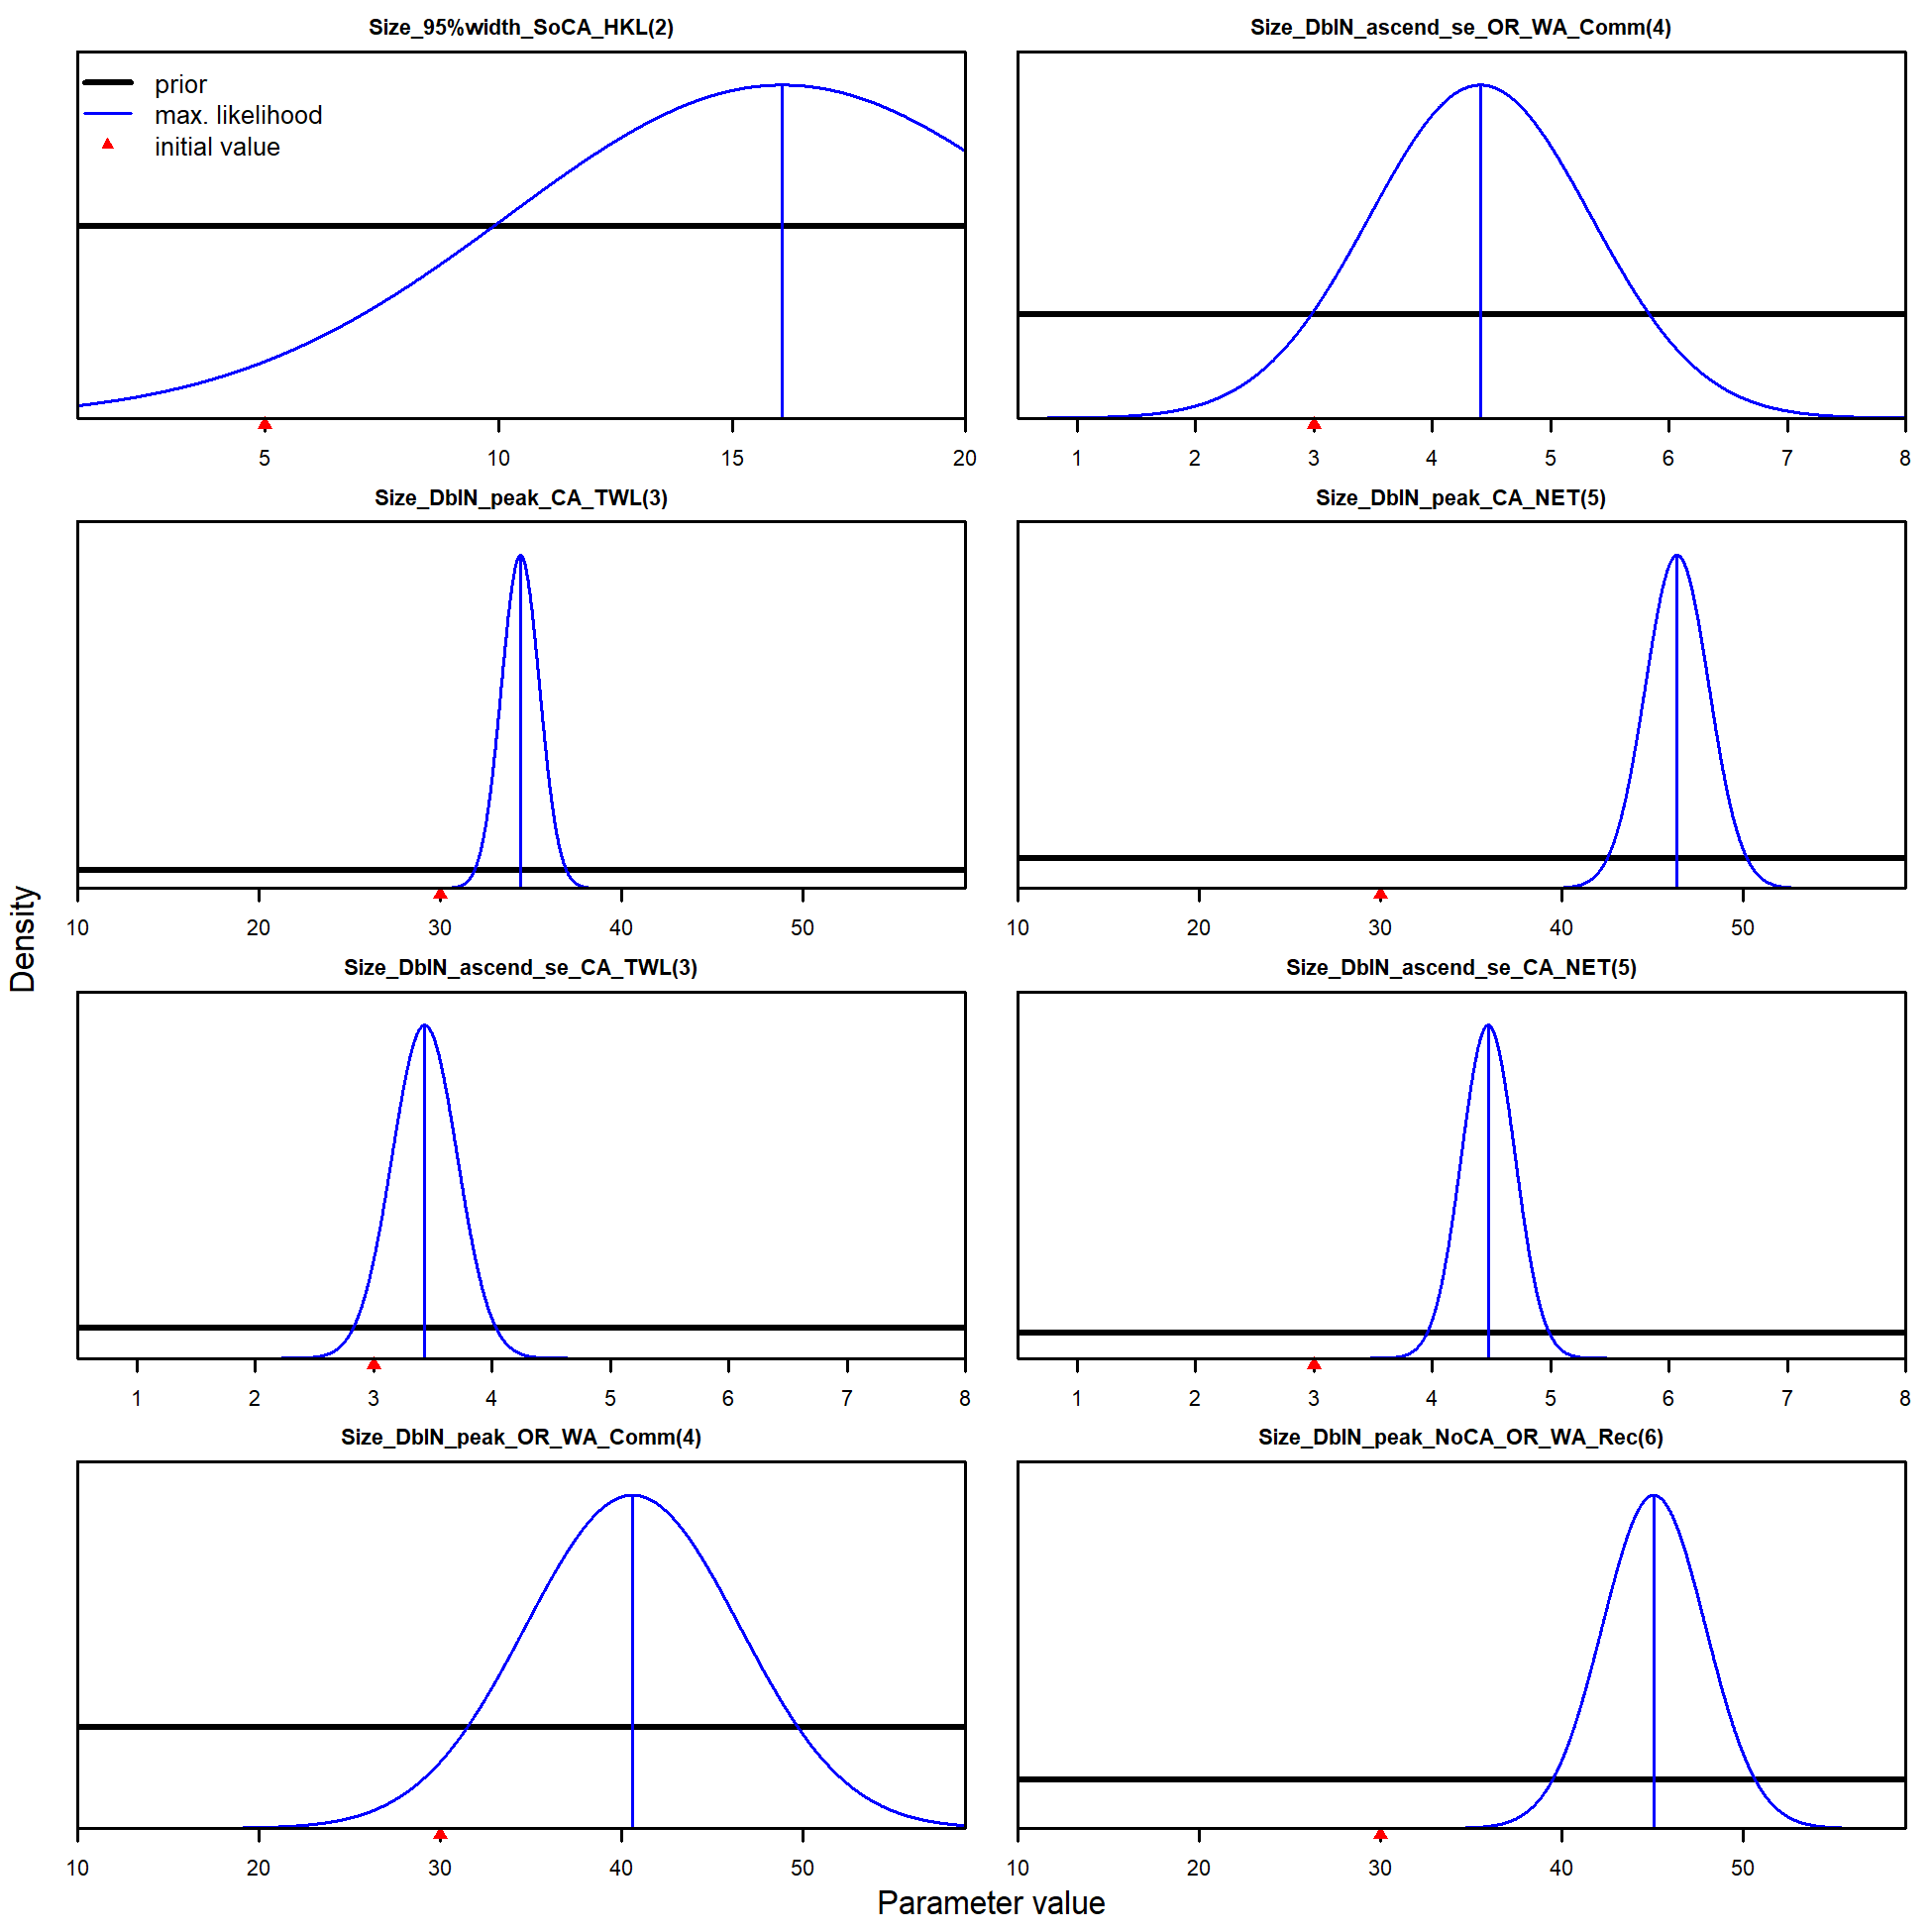 Size_95%width_SoCA_HKL(2)
prior
max. likelihood
initial value
5 10 15 20
Size_DblN_ascend_se_OR_WA_Comm(4)
1 2 3 4 5 6 7 8
Size_DblN_peak_CA_TWL(3)
10 20 30 40 50
Size_DblN_peak_CA_NET(5)
10 20 30 40 50
Size_DblN_ascend_se_CA_TWL(3)
1 2 3 4 5 6 7 8
Size_DblN_ascend_se_CA_NET(5)
1 2 3 4 5 6 7 8
Size_DblN_peak_OR_WA_Comm(4)
10 20 30 40 50
Size_DblN_peak_NoCA_OR_WA_Rec(6)
10 20 30 40 50
Density
Parameter value